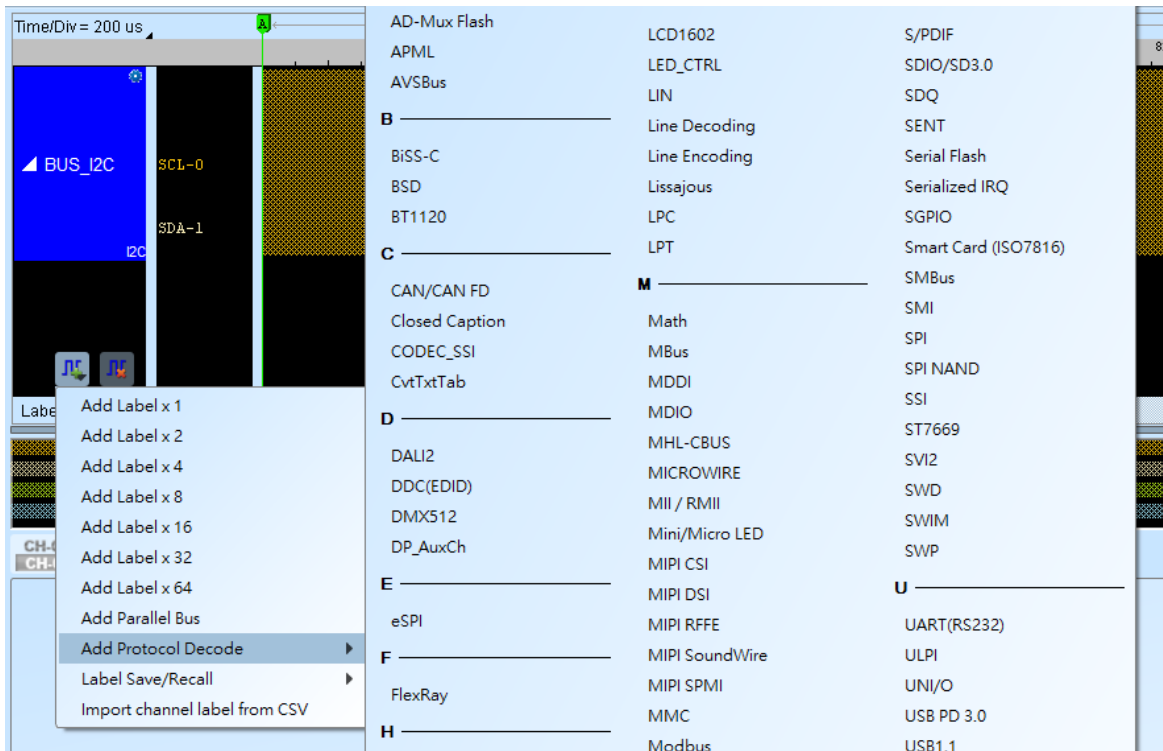 Time/Div = 200 us
A
8
BUS_I2C
I2C
SCL-0
SDA-1
Labe
CH-
CH-
Add Label x 1
Add Label x 2
Add Label x 4
Add Label x 8
Add Label x 16
Add Label x 32
Add Label x 64
Add Parallel Bus
Add Protocol Decode
Label Save/Recall
Import channel label from CSV
AD-Mux Flash
APML
AVSBus
B
BiSS-C
BSD
BT1120
C
CAN/CAN FD
Closed Caption
CODEC_SSI
CvtTxtTab
D
DALI2
DDC(EDID)
DMX512
DP_AuxCh
E
eSPI
F
FlexRay
H
LCD1602
LED_CTRL
LIN
Line Decoding
Line Encoding
Lissajous
LPC
LPT
M
Math
MBus
MDDI
MDIO
MHL-CBUS
MICROWIRE
MII / RMII
Mini/Micro LED
MIPI CSI
MIPI DSI
MIPI RFFE
MIPI SoundWire
MIPI SPMI
MMC
Modbus
S/PDIF
SDIO/SD3.0
SDQ
SENT
Serial Flash
Serialized IRQ
SGPIO
Smart Card (ISO7816)
SMBus
SMI
SPI
SPI NAND
SSI
ST7669
SVI2
SWD
SWIM
SWP
U
UART(RS232)
ULPI
UNI/O
USB PD 3.0
USB1.1